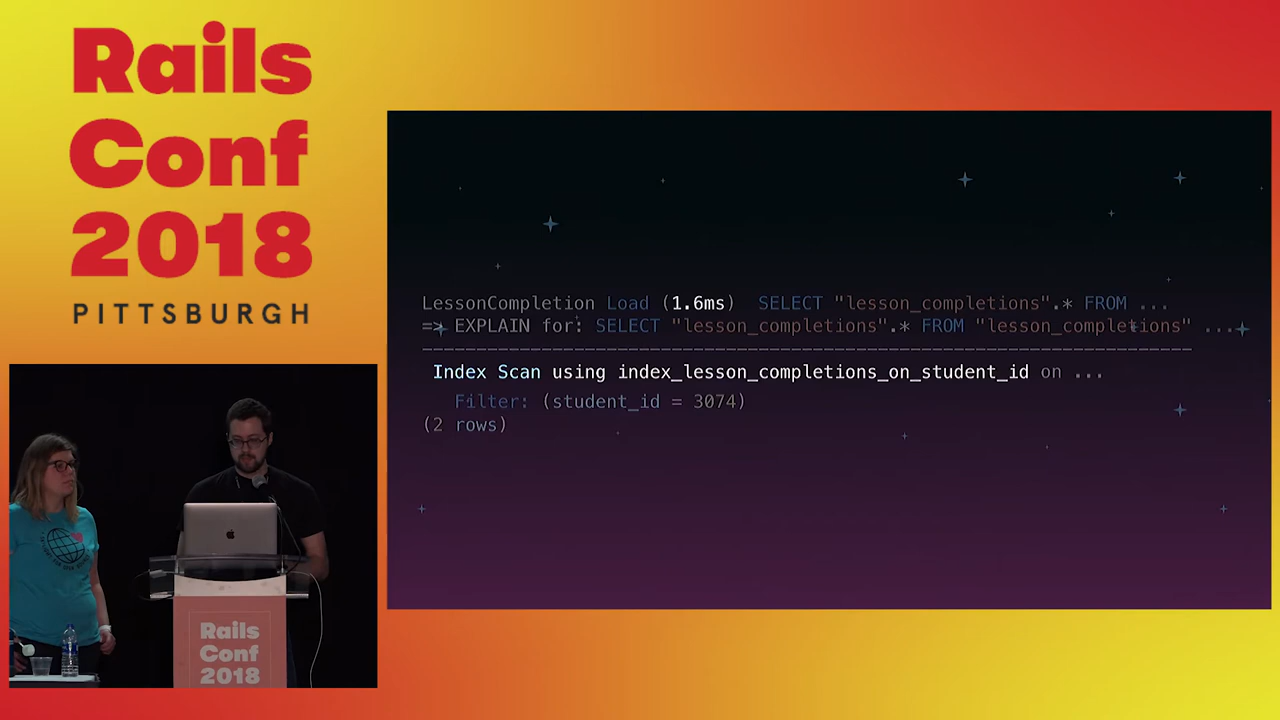 Rails
Conf
2018
PITTSBURGH
LessonCompletion Load (1.6ms)  SELECT "lesson_completions".* FROM ...
=> EXPLAIN for: SELECT "lesson_completions".* FROM "lesson_completions" ...
Index Scan using index_lesson_completions_on_student_id on ...
Filter: (student_id = 3074)
(2 rows)
Rails
Conf
2018